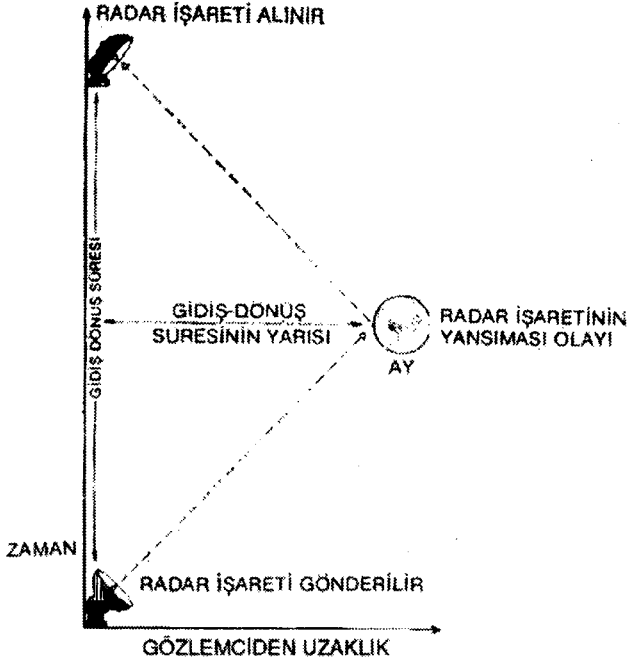 RADAR İŞARETİ ALINIR
GİDİŞ DÖNÜŞ SÜRESİ
GİDİŞ-DÖNÜŞ
SURESİNİN YARISI
RADAR İŞARETİNİN
YANSIMASI OLAYI
AY
ZAMAN
RADAR İŞARETİ GÖNDERİLİR
GÖZLEMCİDEN UZAKLIK